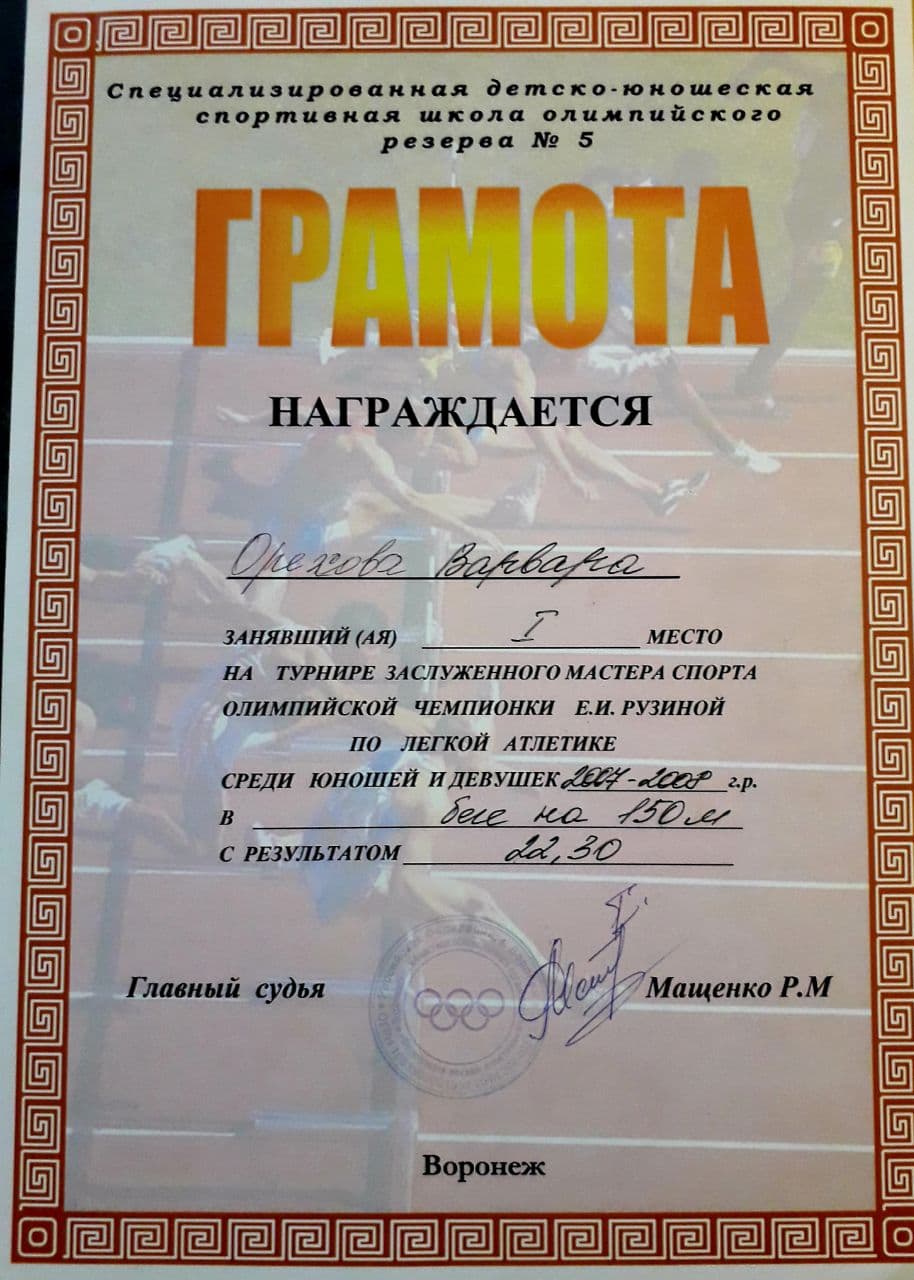 Специализированная детско-юношеская
спортивная школа олимпийского
резерва № 5
ГРАМОТА
НАГРАЖДАЕТСЯ
Орехова Варвара
ЗАНЯВШИЙ (АЯ) I МЕСТО
НА ТУРНИРЕ ЗАСЛУЖЕННОГО МАСТЕРА СПОРТА
ОЛИМПИЙСКОЙ ЧЕМПИОНКИ Е.И. РУЗИНОЙ
ПО ЛЕГКОЙ АТЛЕТИКЕ
СРЕДИ ЮНОШЕЙ И ДЕВУШЕК 2007-2008 г.р.
В беге на 150м
С РЕЗУЛЬТАТОМ 22,30
Главный судья Мащенко Р.М
Воронеж